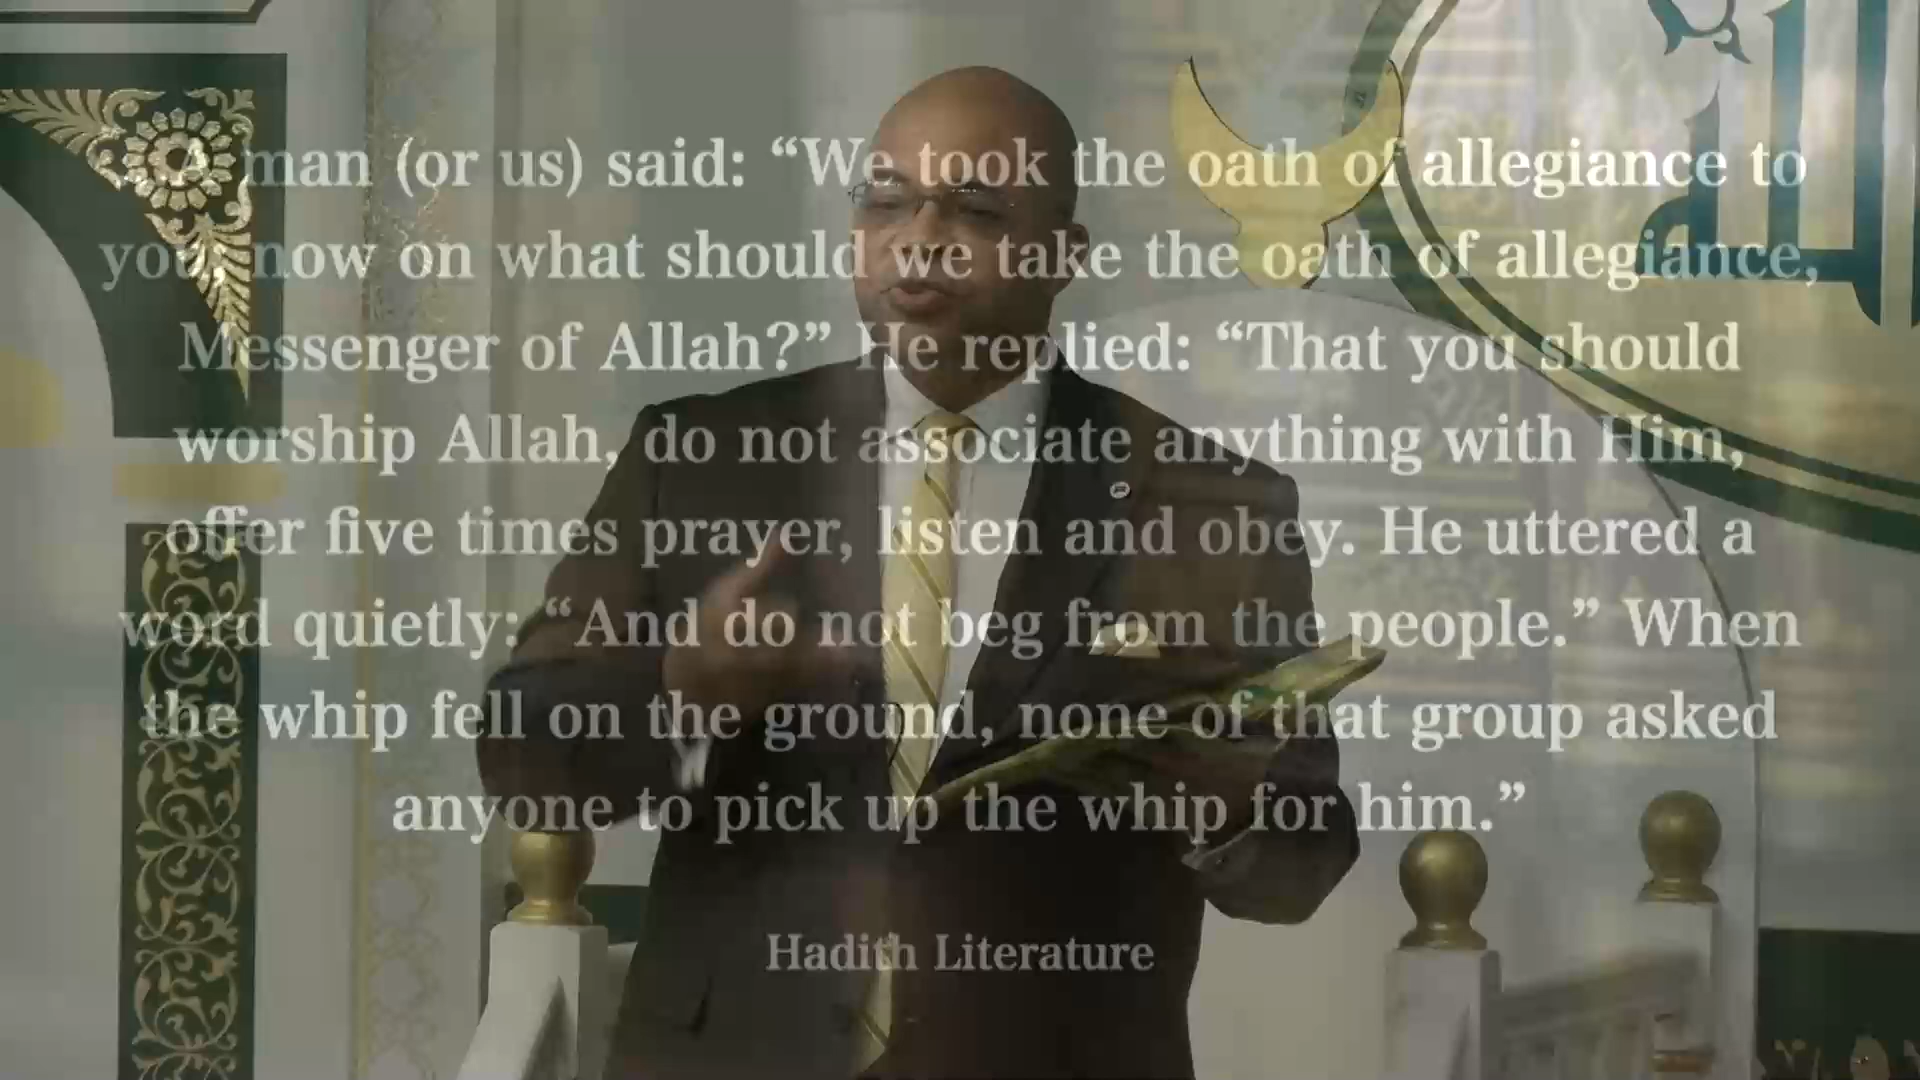 A man (or us) said: “We took the oath of allegiance to
you now on what should we take the oath of allegiance,
Messenger of Allah?” He replied: “That you should
worship Allah, do not associate anything with Him,
offer five times prayer, listen and obey. He uttered a
word quietly: “And do not beg from the people.” When
the whip fell on the ground, none of that group asked
anyone to pick up the whip for him.”
Hadith Literature
الله